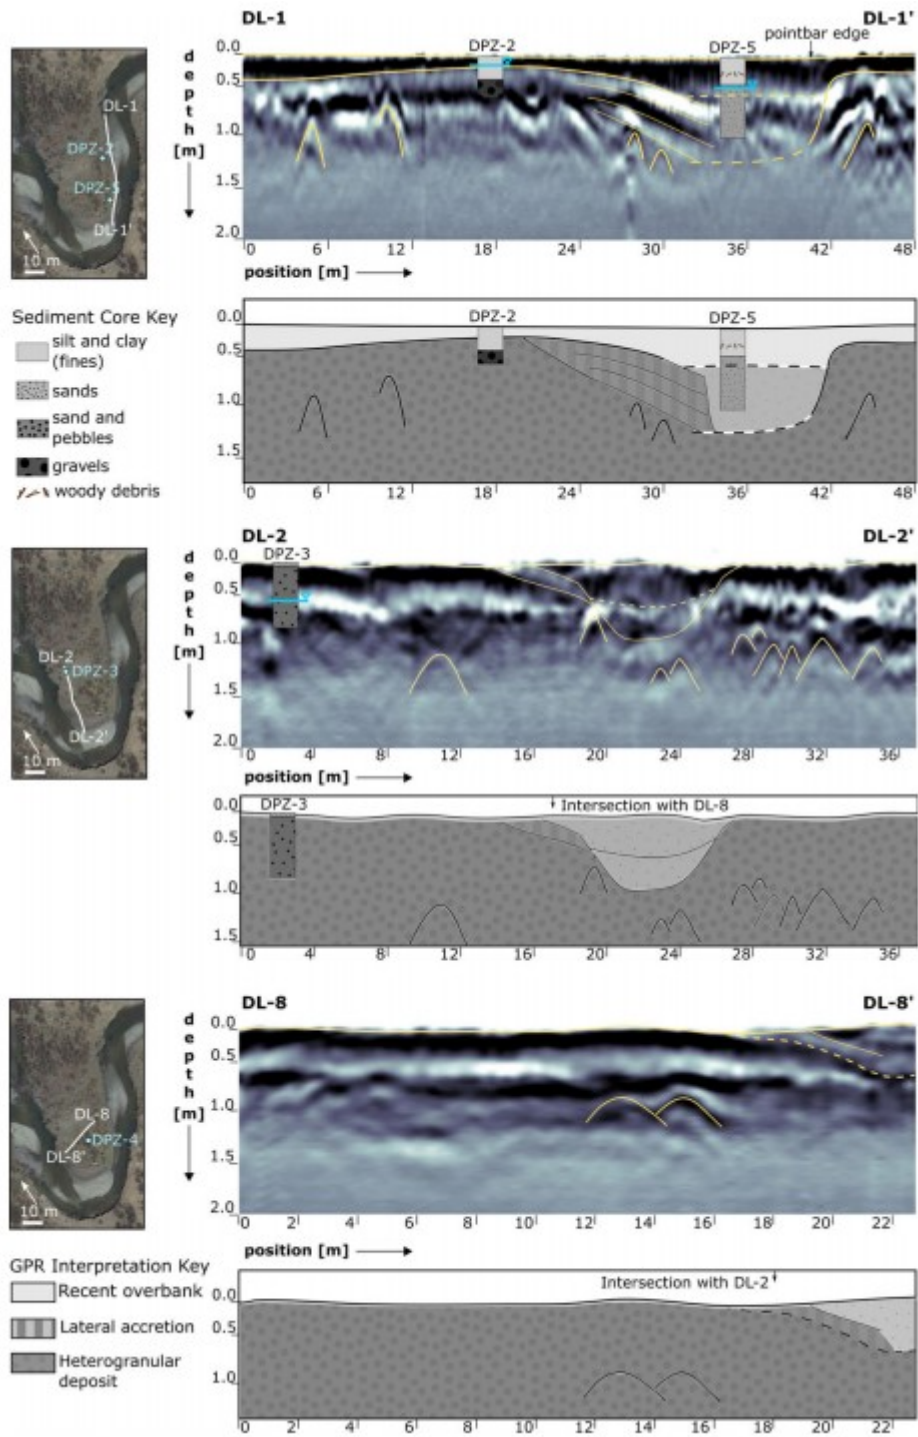 DL-1 DL-1'
pointbar edge
DPZ-2 DPZ-5
depth [m]
0.0
0.5
1.0
1.5
2.0
0 6 12 18 24 30 36 42 48
position [m]
DL-1
DPZ-2
DPZ-5
DL-1'
10 m
Sediment Core Key
silt and clay
(fines)
sands
sand and
pebbles
gravels
woody debris
DPZ-2 DPZ-5
0.0
0.5
1.0
1.5
0 6 12 18 24 30 36 42 48
DL-2 DL-2'
DPZ-3
depth [m]
0.0
0.5
1.0
1.5
2.0
0 4 8 12 16 20 24 28 32 36
position [m]
DL-2
DPZ-3
DL-2'
10 m
DPZ-3
Intersection with DL-8
0.0
0.5
1.0
1.5
0 4 8 12 16 20 24 28 32 36
DL-8 DL-8'
depth [m]
0.0
0.5
1.0
1.5
2.0
0 2 4 6 8 10 12 14 16 18 20 22
position [m]
DL-8
DPZ-4
DL-8'
10 m
GPR Interpretation Key
Recent overbank
Lateral accretion
Heterogranular
deposit
Intersection with DL-2
0.0
0.5
1.0
0 2 4 6 8 10 12 14 16 18 20 22